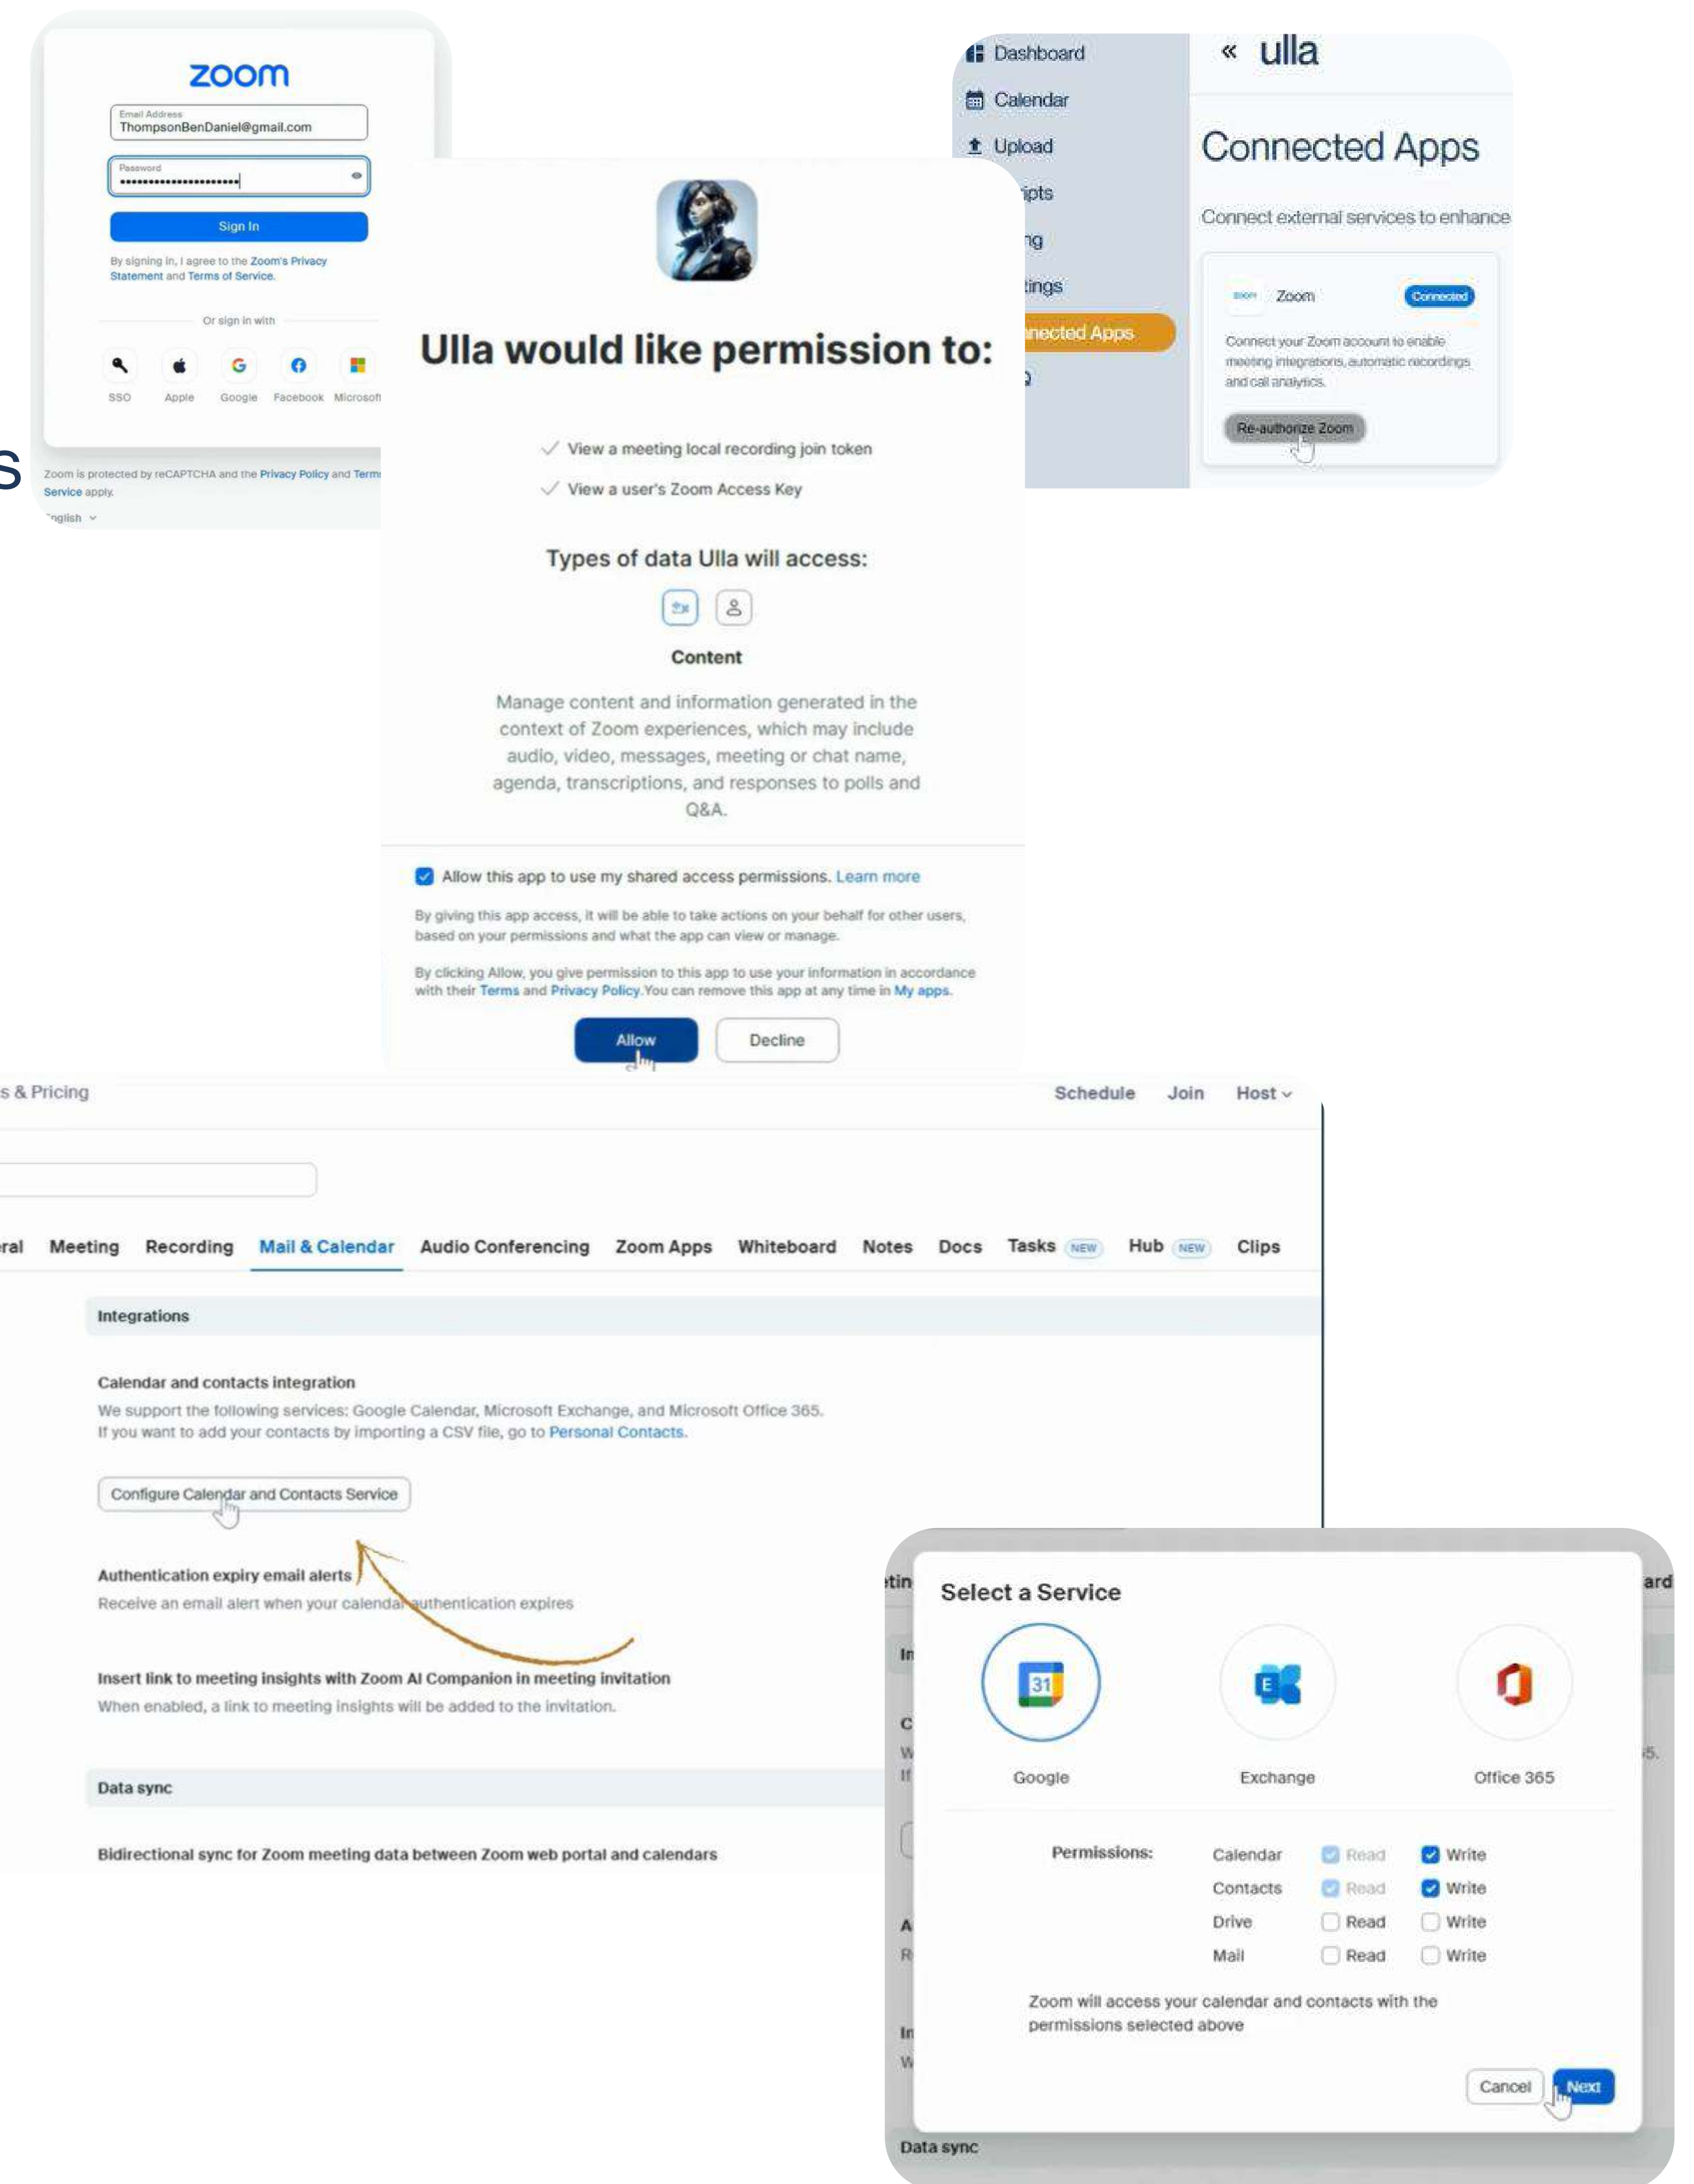 zoom
Email Address
ThompsonBenDaniel@gmail.com
Password
Sign In
By signing in, I agree to the Zoom's Privacy
Statement and Terms of Service.
Or sign in with
SSO Apple Google Facebook Microsoft
s
Zoom is protected by reCAPTCHA and the Privacy Policy and Terms
Service apply.
nglish
Dashboard
Calendar
Upload
ipts
ng
tings
nnected Apps
« ulla
Connected Apps
Connect external services to enhance
zoom Zoom Connected
Connect your Zoom account to enable
meeting integrations, automatic recordings
and call analytics.
Re-authorize Zoom
Ulla would like permission to:
View a meeting local recording join token
View a user's Zoom Access Key
Types of data Ulla will access:
Content
Manage content and information generated in the
context of Zoom experiences, which may include
audio, video, messages, meeting or chat name,
agenda, transcriptions, and responses to polls and
Q&A.
Allow this app to use my shared access permissions. Learn more
By giving this app access, it will be able to take actions on your behalf for other users,
based on your permissions and what the app can view or manage.
By clicking Allow, you give permission to this app to use your information in accordance
with their Terms and Privacy Policy.You can remove this app at any time in My apps.
Allow Decline
s & Pricing Schedule Join Host
eral Meeting Recording Mail & Calendar Audio Conferencing Zoom Apps Whiteboard Notes Docs Tasks NEW Hub NEW Clips
Integrations
Calendar and contacts integration
We support the following services: Google Calendar, Microsoft Exchange, and Microsoft Office 365.
If you want to add your contacts by importing a CSV file, go to Personal Contacts.
Configure Calendar and Contacts Service
Authentication expiry email alerts
Receive an email alert when your calendar authentication expires
Insert link to meeting insights with Zoom AI Companion in meeting invitation
When enabled, a link to meeting insights will be added to the invitation.
Data sync
Bidirectional sync for Zoom meeting data between Zoom web portal and calendars
etin
ard
In
C
W
If
65.
A
R
In
W
Select a Service
31 E
Google Exchange Office 365
Permissions: Calendar Read Write
Contacts Read Write
Drive Read Write
Mail Read Write
Zoom will access your calendar and contacts with the
permissions selected above
Cancel Next
Data sync